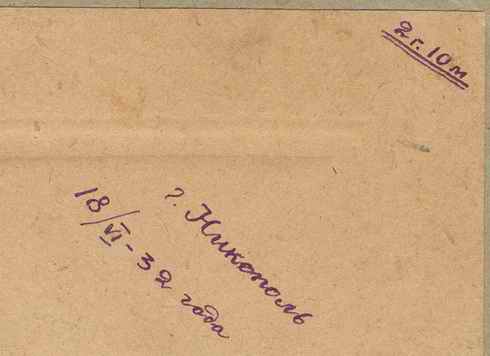 2 г. 10 м
г. Никополь
18/VI - 32 года